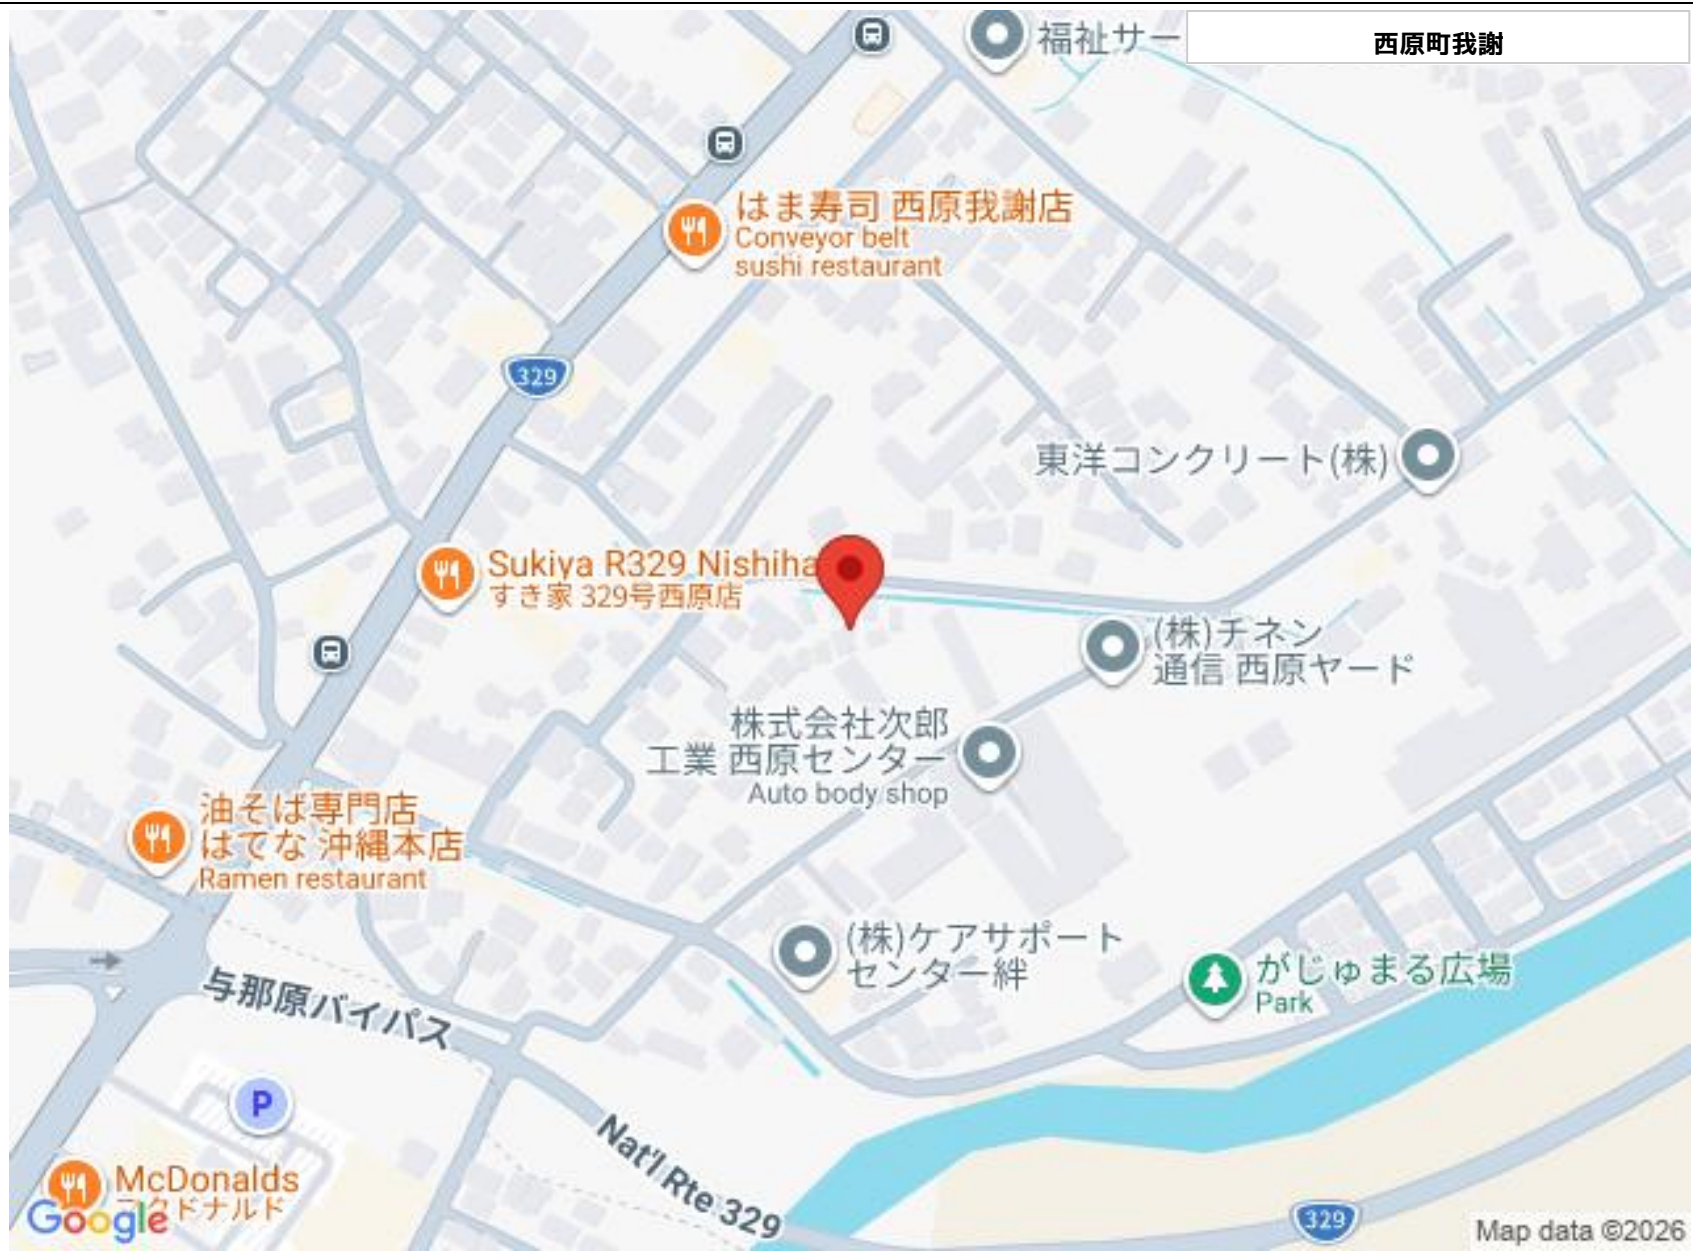 福祉サー
西原町我謝
はま寿司 西原我謝店
Conveyor belt
sushi restaurant
329
東洋コンクリート(株)
Sukiya R329 Nishiha
すき家 329号西原店
(株)チネン
通信 西原ヤード
株式会社次郎
工業 西原センター
Auto body shop
油そば専門店
はてな 沖縄本店
Ramen restaurant
(株)ケアサポート
センター絆
がじゅまる広場
Park
与那原バイパス
P
Nat'l Rte 329
McDonalds
マクドナルド
Google
329
Map data ©2026